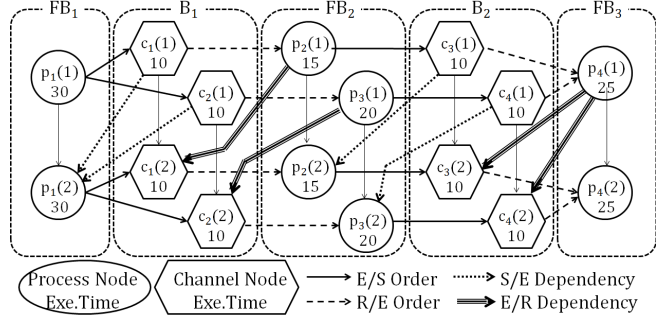 FB₁ B₁ FB₂ B₂ FB₃
c₁(1) 10
p₂(1) 15
c₃(1) 10
p₁(1) 30
p₄(1) 25
c₂(1) 10
p₃(1) 20
c₄(1) 10
c₁(2) 10
p₂(2) 15
c₃(2) 10
p₁(2) 30
p₄(2) 25
c₂(2) 10
p₃(2) 20
c₄(2) 10
Process Node
Exe.Time
Channel Node
Exe.Time
E/S Order
S/E Dependency
R/E Order
E/R Dependency